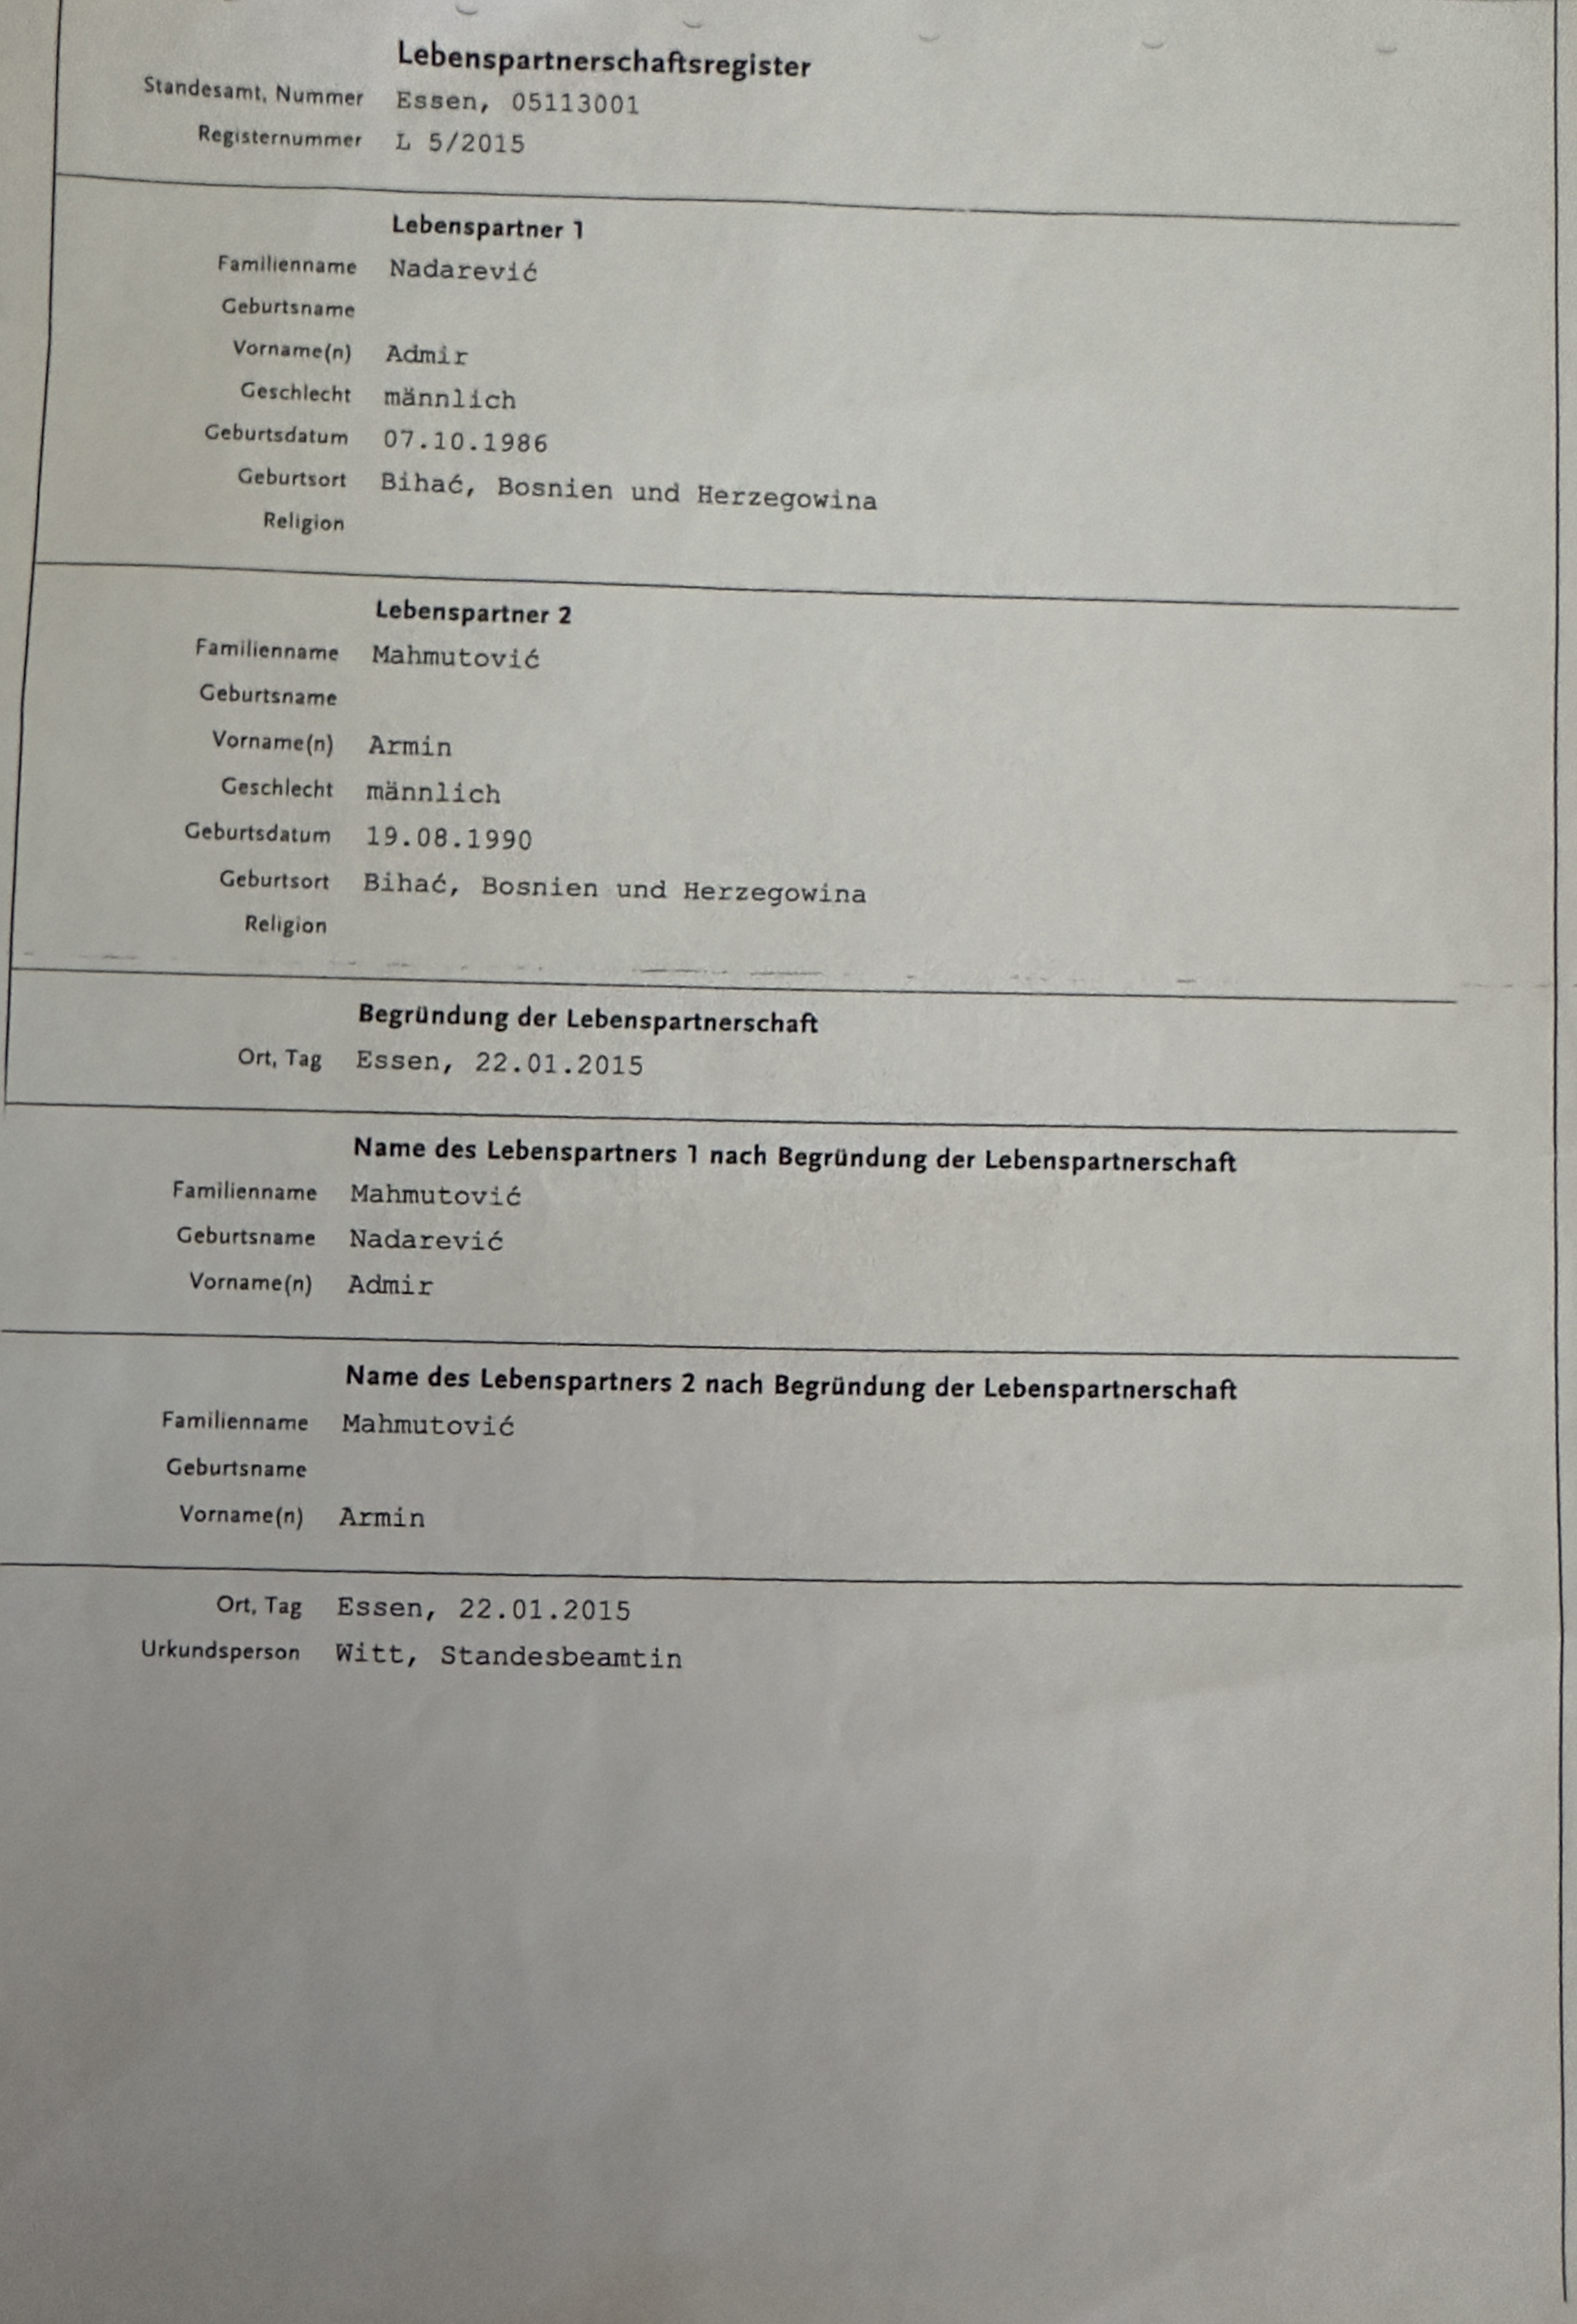 Lebenspartnerschaftsregister
Standesamt, Nummer Essen, 05113001
Registernummer L 5/2015
Lebenspartner 1
Familienname Nadarević
Geburtsname
Vorname(n) Admir
Geschlecht männlich
Geburtsdatum 07.10.1986
Geburtsort Bihać, Bosnien und Herzegowina
Religion
Lebenspartner 2
Familienname Mahmutović
Geburtsname
Vorname(n) Armin
Geschlecht männlich
Geburtsdatum 19.08.1990
Geburtsort Bihać, Bosnien und Herzegowina
Religion
Begründung der Lebenspartnerschaft
Ort, Tag Essen, 22.01.2015
Name des Lebenspartners 1 nach Begründung der Lebenspartnerschaft
Familienname Mahmutović
Geburtsname Nadarević
Vorname(n) Admir
Name des Lebenspartners 2 nach Begründung der Lebenspartnerschaft
Familienname Mahmutović
Geburtsname
Vorname(n) Armin
Ort, Tag Essen, 22.01.2015
Urkundsperson Witt, Standesbeamtin